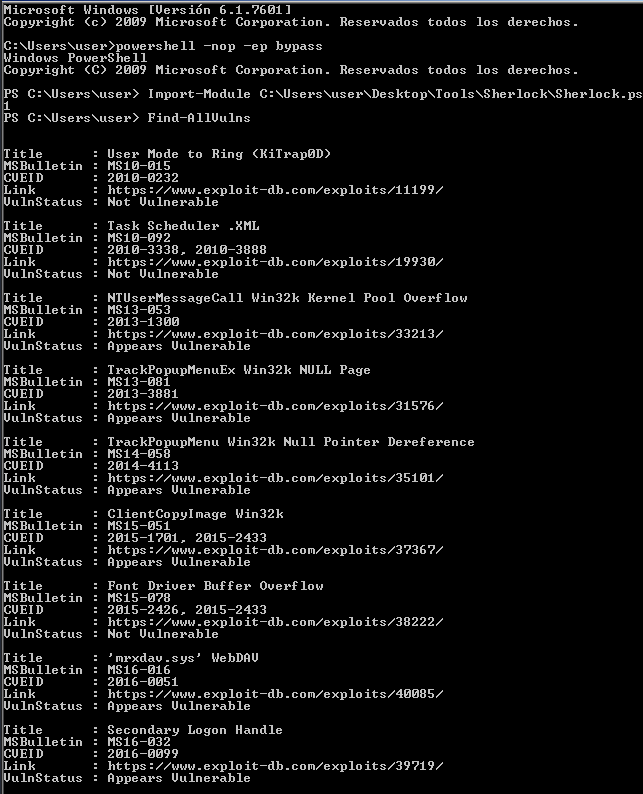 Microsoft Windows [Versión 6.1.7601]
Copyright (c) 2009 Microsoft Corporation. Reservados todos los derechos.
C:\Users\user>powershell -nop -ep bypass
Windows PowerShell
Copyright (C) 2009 Microsoft Corporation. Reservados todos los derechos.
PS C:\Users\user> Import-Module C:\Users\user\Desktop\Tools\Sherlock\Sherlock.ps
1
PS C:\Users\user> Find-AllVulns
Title      : User Mode to Ring (KiTrap0D)
MSBulletin : MS10-015
CVEID      : 2010-0232
Link       : https://www.exploit-db.com/exploits/11199/
VulnStatus : Not Vulnerable
Title      : Task Scheduler .XML
MSBulletin : MS10-092
CVEID      : 2010-3338, 2010-3888
Link       : https://www.exploit-db.com/exploits/19930/
VulnStatus : Not Vulnerable
Title      : NTUserMessageCall Win32k Kernel Pool Overflow
MSBulletin : MS13-053
CVEID      : 2013-1300
Link       : https://www.exploit-db.com/exploits/33213/
VulnStatus : Appears Vulnerable
Title      : TrackPopupMenuEx Win32k NULL Page
MSBulletin : MS13-081
CVEID      : 2013-3881
Link       : https://www.exploit-db.com/exploits/31576/
VulnStatus : Appears Vulnerable
Title      : TrackPopupMenu Win32k Null Pointer Dereference
MSBulletin : MS14-058
CVEID      : 2014-4113
Link       : https://www.exploit-db.com/exploits/35101/
VulnStatus : Appears Vulnerable
Title      : ClientCopyImage Win32k
MSBulletin : MS15-051
CVEID      : 2015-1701, 2015-2433
Link       : https://www.exploit-db.com/exploits/37367/
VulnStatus : Appears Vulnerable
Title      : Font Driver Buffer Overflow
MSBulletin : MS15-078
CVEID      : 2015-2426, 2015-2433
Link       : https://www.exploit-db.com/exploits/38222/
VulnStatus : Not Vulnerable
Title      : 'mrxdav.sys' WebDAV
MSBulletin : MS16-016
CVEID      : 2016-0051
Link       : https://www.exploit-db.com/exploits/40085/
VulnStatus : Appears Vulnerable
Title      : Secondary Logon Handle
MSBulletin : MS16-032
CVEID      : 2016-0099
Link       : https://www.exploit-db.com/exploits/39719/
VulnStatus : Appears Vulnerable